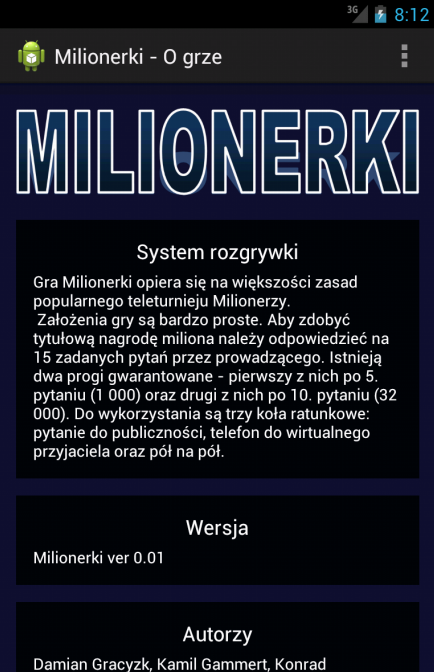 3G 8:12
Milionerki - O grze
MILIONERKI
System rozgrywki
Gra Milionerki opiera się na większości zasad
popularnego teleturnieju Milionerzy.
Założenia gry są bardzo proste. Aby zdobyć
tytułową nagrodę miliona należy odpowiedzieć na
15 zadanych pytań przez prowadzącego. Istnieją
dwa progi gwarantowane - pierwszy z nich po 5.
pytaniu (1 000) oraz drugi z nich po 10. pytaniu (32
000). Do wykorzystania są trzy koła ratunkowe:
pytanie do publiczności, telefon do wirtualnego
przyjaciela oraz pół na pół.
Wersja
Milionerki ver 0.01
Autorzy
Damian Gracyzk, Kamil Gammert, Konrad